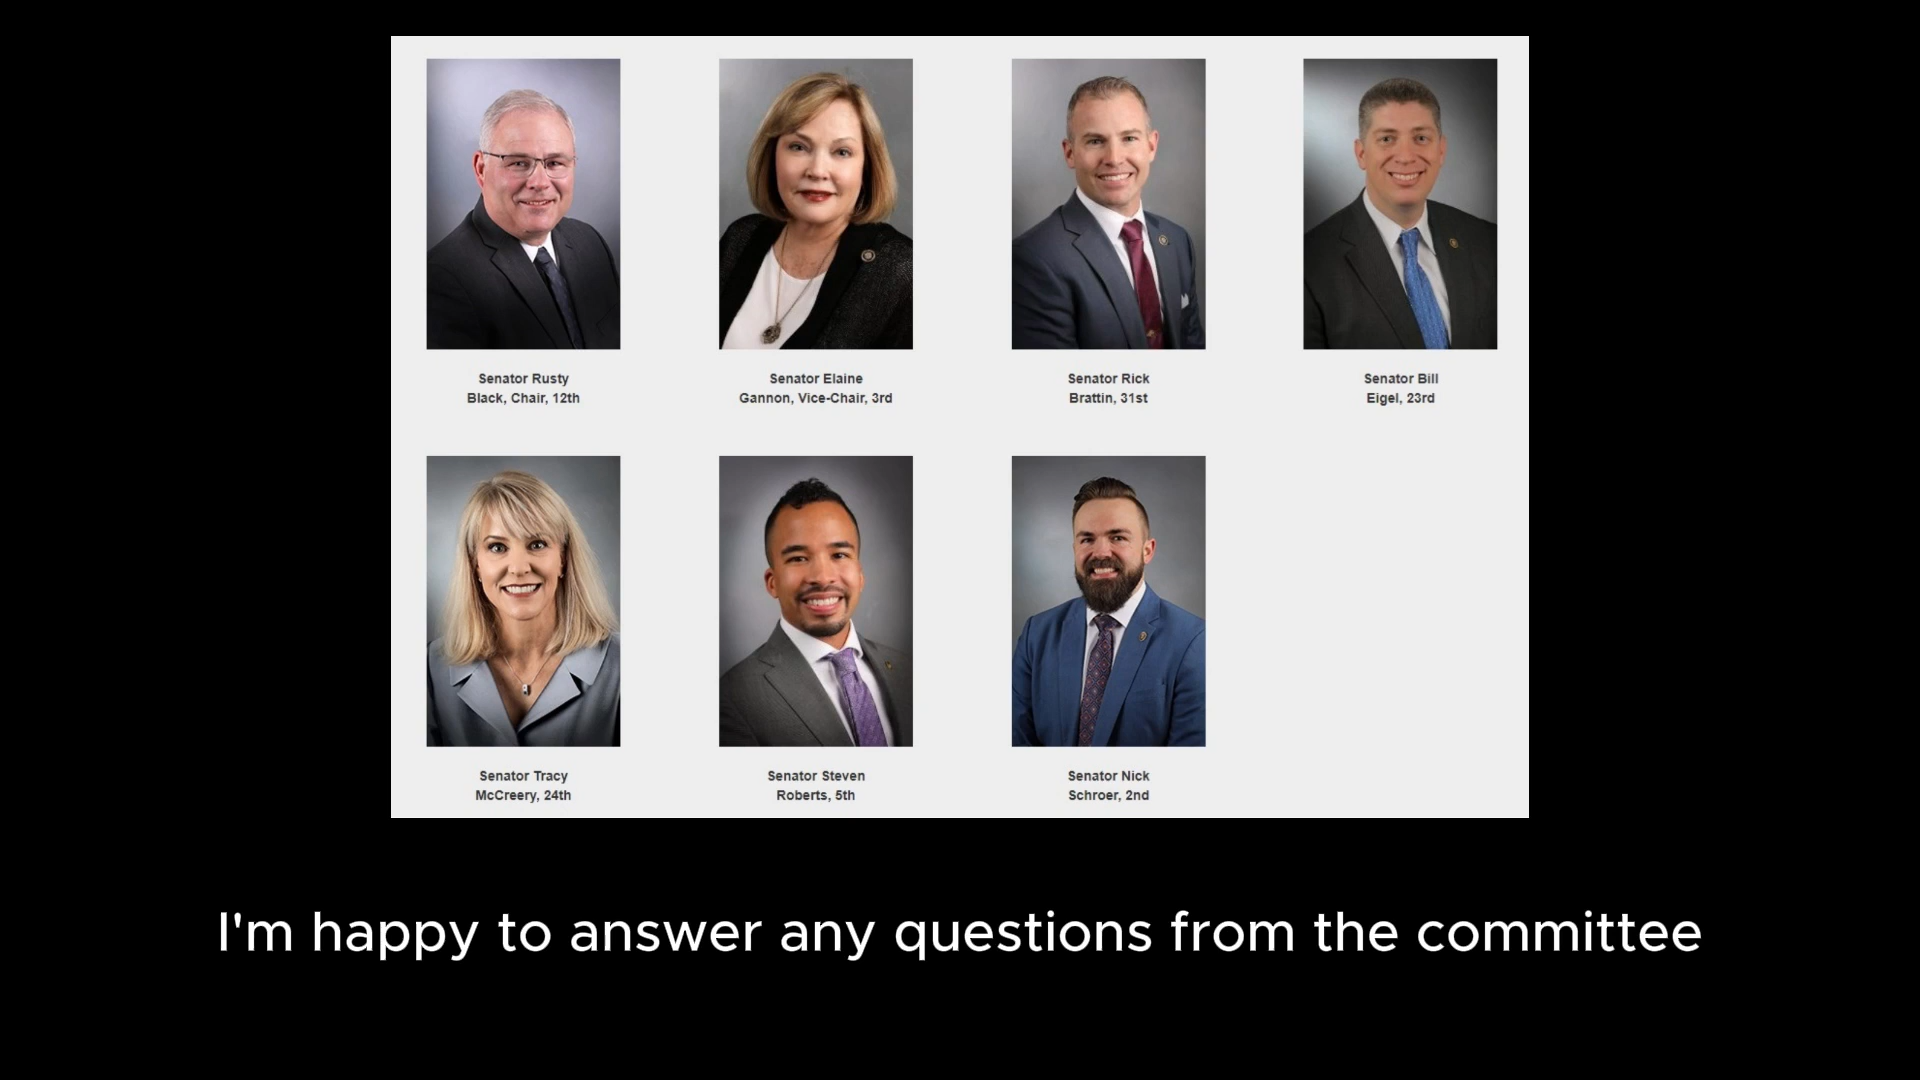 Senator Rusty
Black, Chair, 12th
Senator Elaine
Gannon, Vice-Chair, 3rd
Senator Rick
Brattin, 31st
Senator Bill
Eigel, 23rd
Senator Tracy
McCreery, 24th
Senator Steven
Roberts, 5th
Senator Nick
Schroer, 2nd
I'm happy to answer any questions from the committee